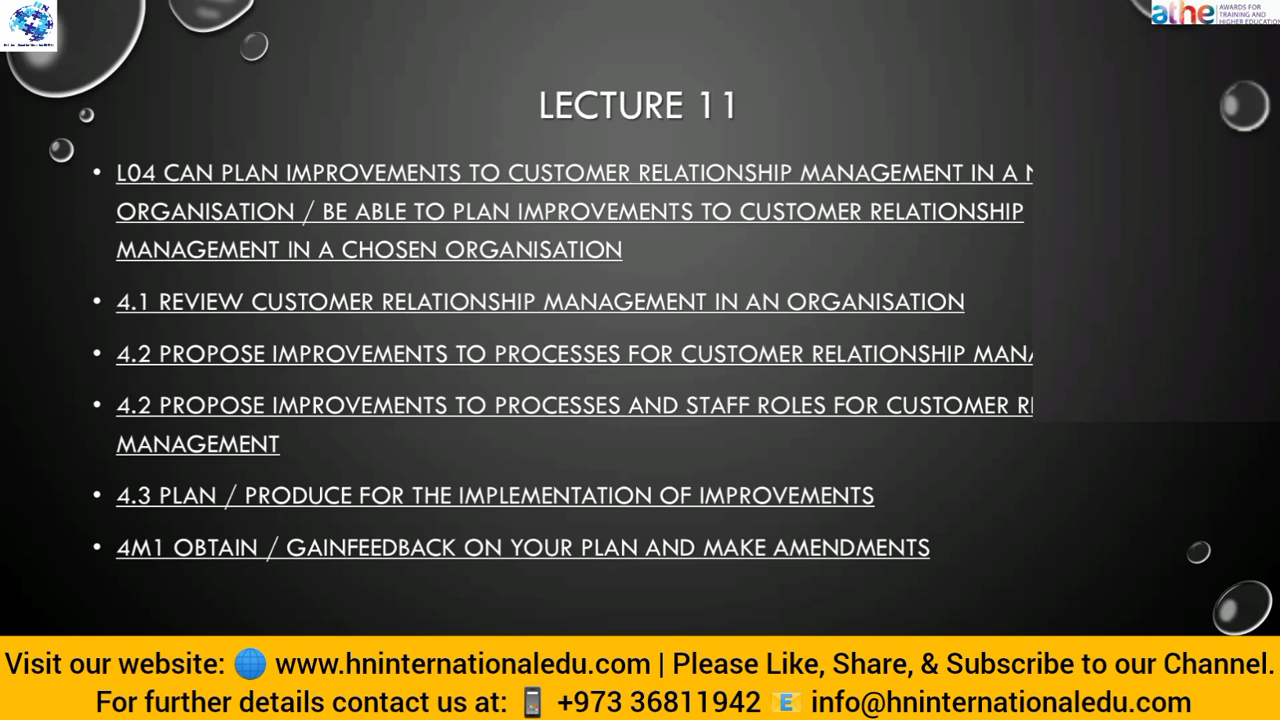 athe AWARDS FOR
TRAINING AND
HIGHER EDUCATION
LECTURE 11
• L04 CAN PLAN IMPROVEMENTS TO CUSTOMER RELATIONSHIP MANAGEMENT IN A
ORGANISATION / BE ABLE TO PLAN IMPROVEMENTS TO CUSTOMER RELATIONSHIP
MANAGEMENT IN A CHOSEN ORGANISATION
• 4.1 REVIEW CUSTOMER RELATIONSHIP MANAGEMENT IN AN ORGANISATION
• 4.2 PROPOSE IMPROVEMENTS TO PROCESSES FOR CUSTOMER RELATIONSHIP
• 4.2 PROPOSE IMPROVEMENTS TO PROCESSES AND STAFF ROLES FOR CUSTOMER
MANAGEMENT
• 4.3 PLAN / PRODUCE FOR THE IMPLEMENTATION OF IMPROVEMENTS
• 4M1 OBTAIN / GAINFEEDBACK ON YOUR PLAN AND MAKE AMENDMENTS
Visit our website: 🌐 www.hninternationaledu.com | Please Like, Share, & Subscribe to our Channel.
For further details contact us at: 📱 +973 36811942 📧 info@hninternationaledu.com